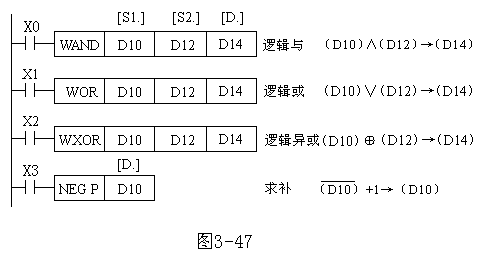 [S1.] [S2.] [D.]
X0
WAND D10 D12 D14 逻辑与 (D10)∧(D12)→(D14)
X1
WOR D10 D12 D14 逻辑或 (D10)∨(D12)→(D14)
X2
WXOR D10 D12 D14 逻辑异或(D10)⊕(D12)→(D14)
X3 [D.]
NEG P D10 求补 (D̅1̅0̅) +1→(D10)
图3-47